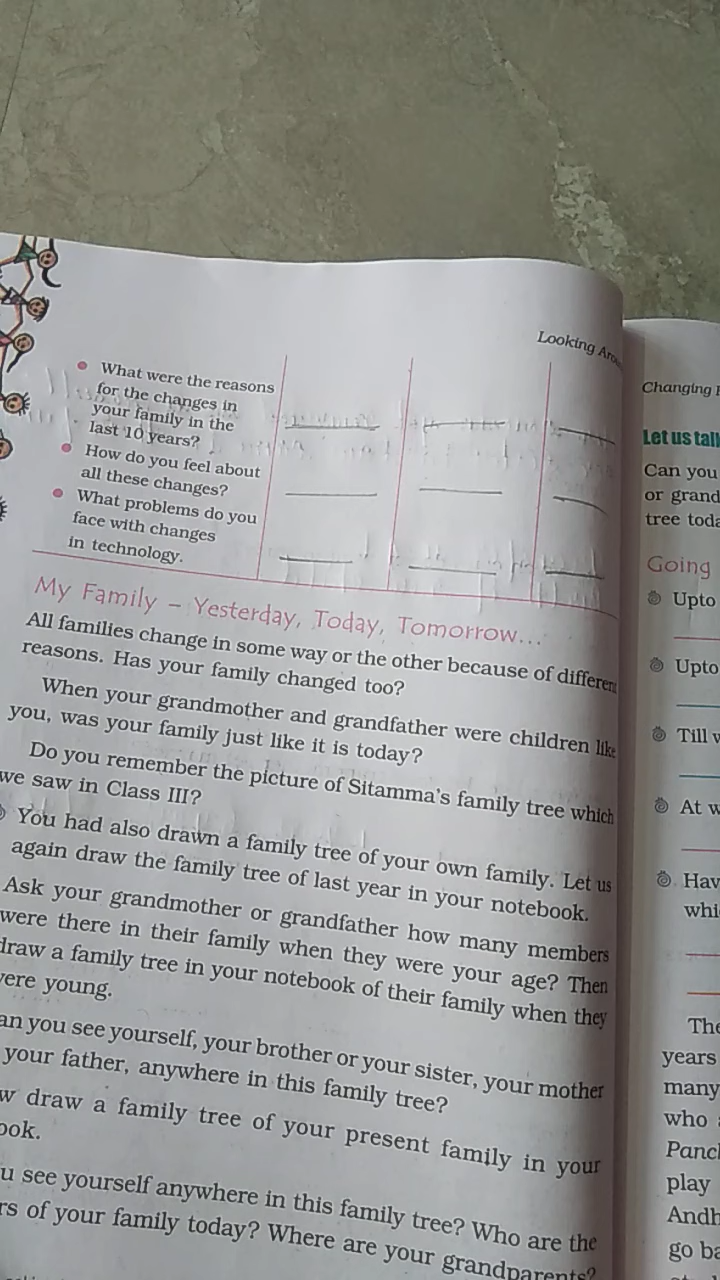 Looking
What were the reasons
for the changes in
your family in the
last 10 years?
How do you feel about
all these changes?
What problems do you
face with changes
in technology.
My Family – Yesterday, Today, Tomorrow...
All families change in some way or the other because of different
reasons. Has your family changed too?
When your grandmother and grandfather were children like
you, was your family just like it is today?
Do you remember the picture of Sitamma's family tree which
we saw in Class III?
You had also drawn a family tree of your own family. Let us
again draw the family tree of last year in your notebook.
Ask your grandmother or grandfather how many members
were there in their family when they were your age? Then
draw a family tree in your notebook of their family when they
were young.
you see yourself, your brother or your sister, your mother
your father, anywhere in this family tree?
draw a family tree of your present family in your
see yourself anywhere in this family tree? Who are the
of your family today? Where are your grandparents?
Changing
Let us talk
Can you
or grand
tree toda
Going
Upto
Upto
Till w
At w
Hav
whi
The
years
many
who
Panch
play
Andh
go ba